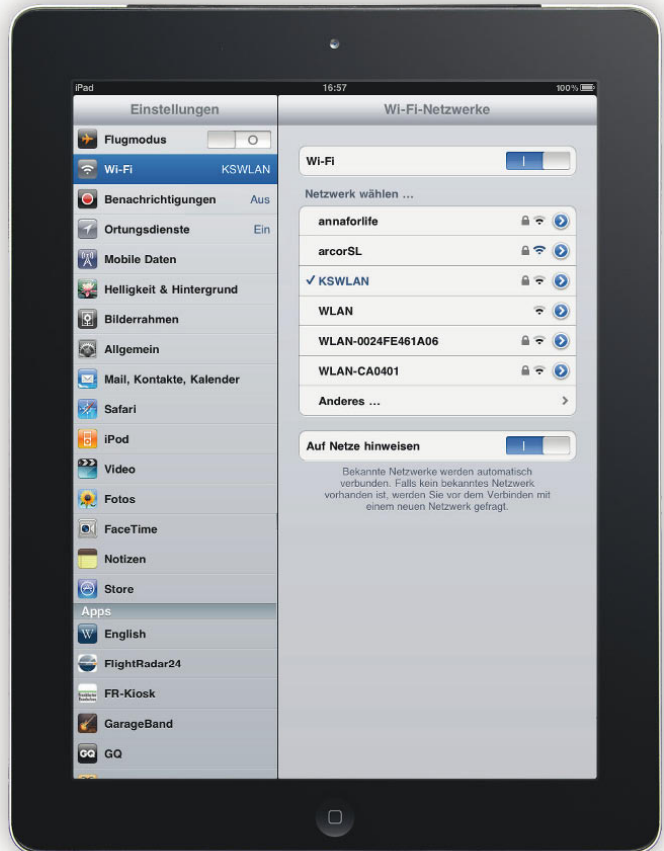 iPad 16:57 100%
Einstellungen
Flugmodus
Wi-Fi KSWLAN
Benachrichtigungen Aus
Ortungsdienste Ein
Mobile Daten
Helligkeit & Hintergrund
Bilderrahmen
Allgemein
Mail, Kontakte, Kalender
Safari
iPod
Video
Fotos
FaceTime
Notizen
Store
Apps
English
FlightRadar24
FR-Kiosk
GarageBand
GQ
GQ
W
Wi-Fi-Netzwerke
Wi-Fi
Netzwerk wählen ...
annaforlife
arcorSL
KSWLAN
WLAN
WLAN-0024FE461A06
WLAN-CA0401
Anderes ...
Auf Netze hinweisen
Bekannte Netzwerke werden automatisch
verbunden. Falls kein bekanntes Netzwerk
vorhanden ist, werden Sie vor dem Verbinden mit
einem neuen Netzwerk gefragt.